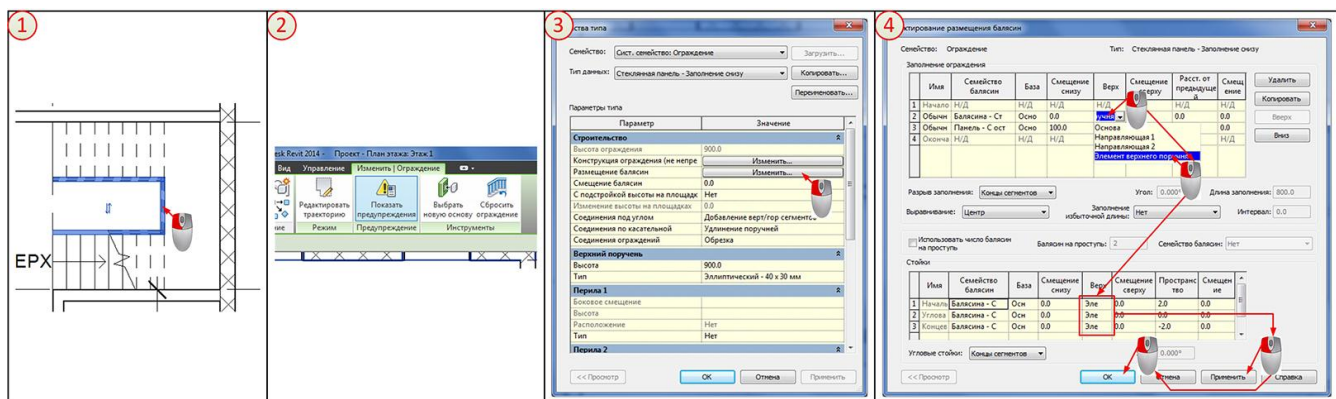 1
ЕРХ
2
desk Revit 2014 - Проект - План этажа: Этаж 1
Вид Управление Изменить | Ограждение
Редактировать траекторию
Показать предупреждения
Выбрать новую основу
Сбросить ограждение
Режим Предупреждение Инструменты
3
ства типа
Семейство: Сист. семейство: Ограждение Загрузить...
Тип данных: Стеклянная панель - Заполнение снизу Копировать...
Переименовать...
Параметры типа
Параметр Значение
Строительство
Высота ограждения 900.0
Конструкция ограждения (не непре Изменить...
Размещение балясин Изменить...
Смещение балясин 0.0
С подстройкой высоты на площадк Нет
Изменение высоты на площадках 0.0
Соединения под углом Добавление верт/гор сегментов
Соединения по касательной Удлинение поручней
Соединения ограждений Обрезка
Верхний поручень
Высота 900.0
Тип Эллиптический - 40 x 30 мм
Перила 1
Боковое смещение
Высота
Расположение Нет
Тип Нет
Перила 2
<< Просмотр OK Отмена Применить
4
ктирование размещения балясин
Семейство: Ограждение Тип: Стеклянная панель - Заполнение снизу
Заполнение ограждения
Имя Семейство балясин База Смещение снизу Верх Смещение сверху Расст. от предыдуще й Смещ ение
Удалить
1 Начало Н/Д Н/Д Н/Д Н/Д Н/Д Н/Д
Копировать
2 Обычн Балясина - Ст Осно 0.0 0.0 0.0
Вверх
3 Обычн Панель - С ост Осно 100.0 Основа 0.0
Вниз
4 Оконча Н/Д Н/Д Н/Д Направляющая 1 Н/Д
Направляющая 2
Элемент верхнего поручня
Разрыв заполнения: Концы сегментов Угол: 0.000° Длина заполнения: 800.0
Выравнивание: Центр Заполнение избыточной длины: Нет Интервал: 0.0
Использовать число балясин на проступь Балясин на проступь: 2 Семейство балясин: Нет
Стойки
Имя Семейство балясин База Смещение снизу Верх Смещение сверху Пространс тво Смещен ие
1 Началь Балясина - С Осн 0.0 Эле 0.0 2.0 0.0
2 Углова Балясина - С Осн 0.0 Эле 0.0 0.0 0.0
3 Концев Балясина - С Осн 0.0 Эле 0.0 -2.0 0.0
Угловые стойки: Концы сегментов 0.000°
<< Просмотр OK Отмена Применить Справка